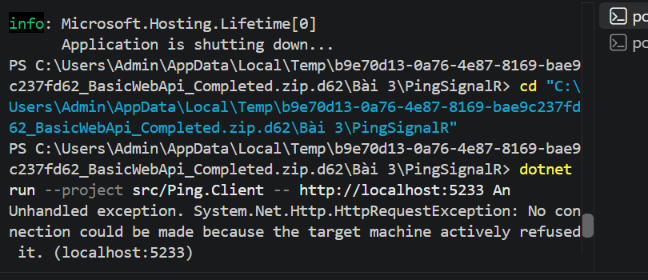 info: Microsoft.Hosting.Lifetime[0]
      Application is shutting down...
PS C:\Users\Admin\AppData\Local\Temp\b9e70d13-0a76-4e87-8169-bae9
c237fd62_BasicWebApi_Completed.zip.d62\Bài 3\PingSignalR> cd "C:\
Users\Admin\AppData\Local\Temp\b9e70d13-0a76-4e87-8169-bae9c237fd
62_BasicWebApi_Completed.zip.d62\Bài 3\PingSignalR"
PS C:\Users\Admin\AppData\Local\Temp\b9e70d13-0a76-4e87-8169-bae9
c237fd62_BasicWebApi_Completed.zip.d62\Bài 3\PingSignalR> dotnet
run --project src/Ping.Client -- http://localhost:5233 An
Unhandled exception. System.Net.Http.HttpRequestException: No con
nection could be made because the target machine actively refused
 it. (localhost:5233)